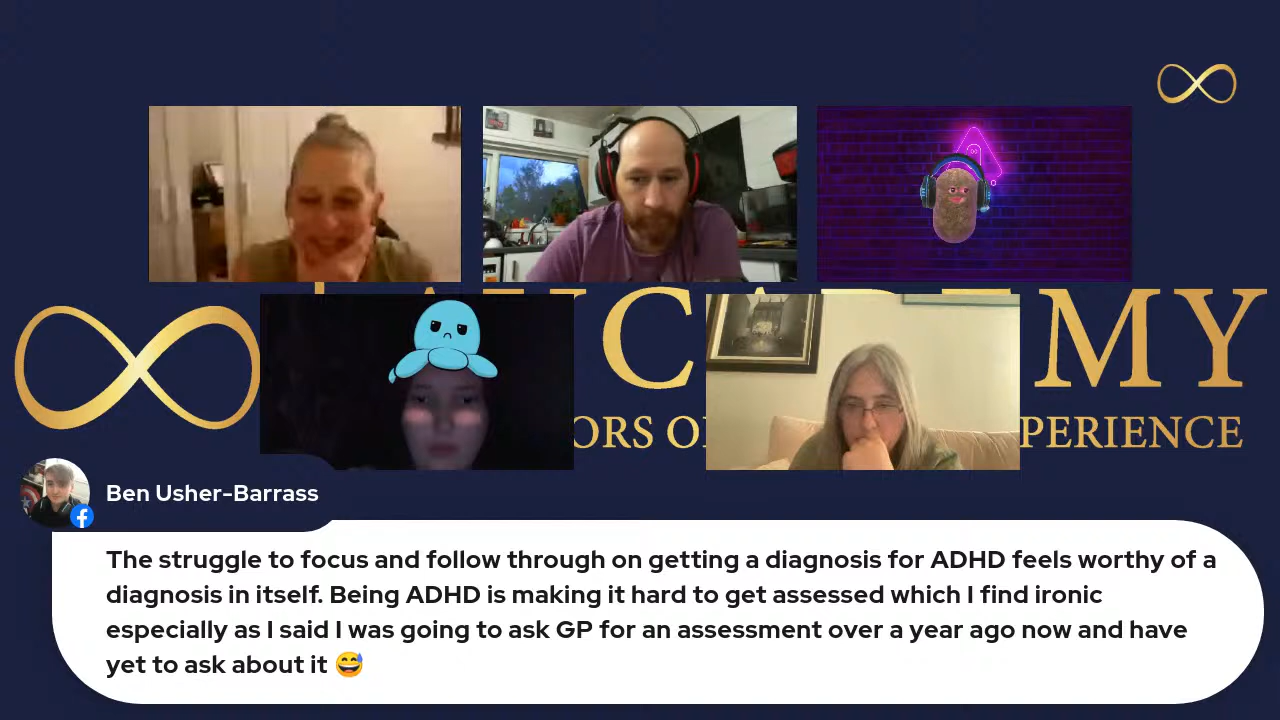 C MY
ORS O PERIENCE
Ben Usher-Barrass
The struggle to focus and follow through on getting a diagnosis for ADHD feels worthy of a
diagnosis in itself. Being ADHD is making it hard to get assessed which I find ironic
especially as I said I was going to ask GP for an assessment over a year ago now and have
yet to ask about it 😅